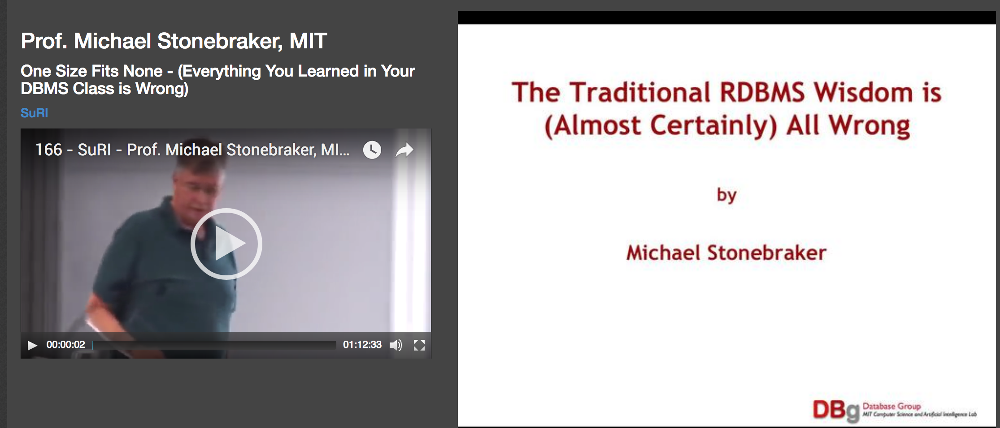 Prof. Michael Stonebraker, MIT
One Size Fits None - (Everything You Learned in Your
DBMS Class is Wrong)
SuRI
166 - SuRI - Prof. Michael Stonebraker, MI...
00:00:02
01:12:33
The Traditional RDBMS Wisdom is
(Almost Certainly) All Wrong
by
Michael Stonebraker
DBg
Database Group
MIT Computer Science and Artificial Intelligence Lab